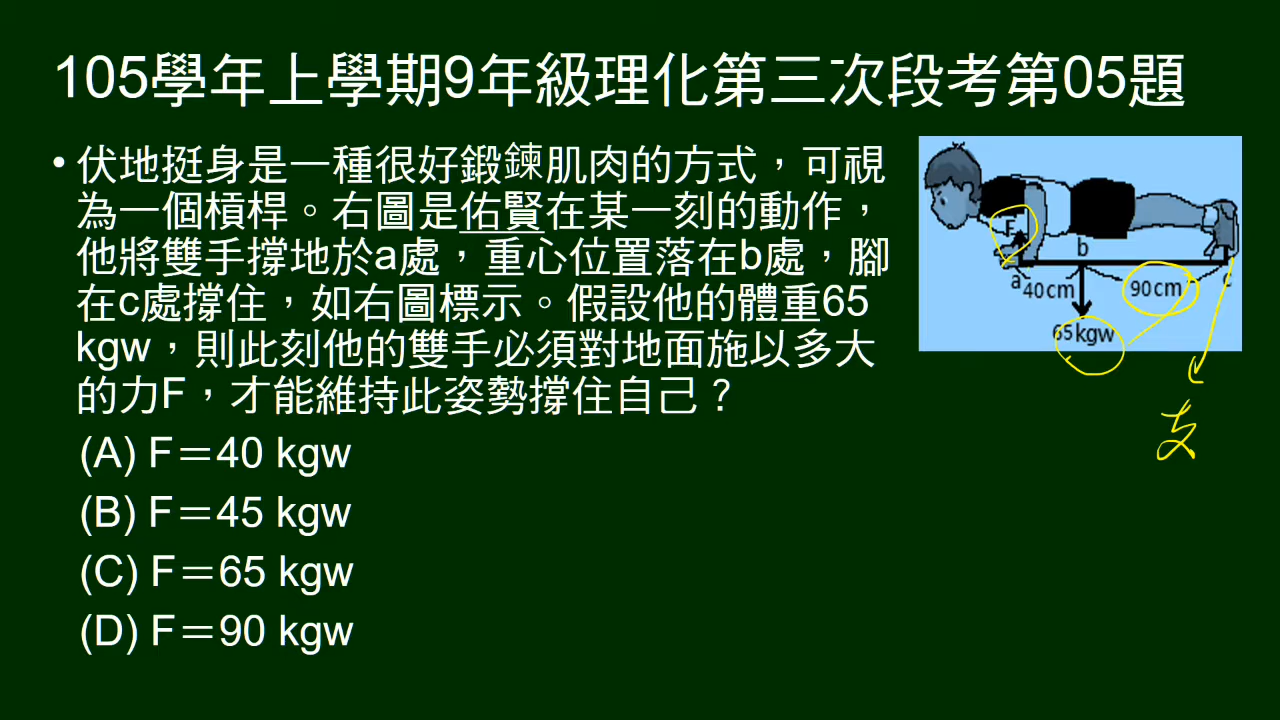 105學年上學期9年級理化第三次段考第05題
• 伏地挺身是一種很好鍛鍊肌肉的方式，可視
為一個槓桿。右圖是佑賢在某一刻的動作，
他將雙手撐地於a處，重心位置落在b處，腳
在c處撐住，如右圖標示。假設他的體重65
kgw，則此刻他的雙手必須對地面施以多大
的力F，才能維持此姿勢撐住自己？
(A) F＝40 kgw
(B) F＝45 kgw
(C) F＝65 kgw
(D) F＝90 kgw
F
b
a
40cm
90cm
c
65kgw
支